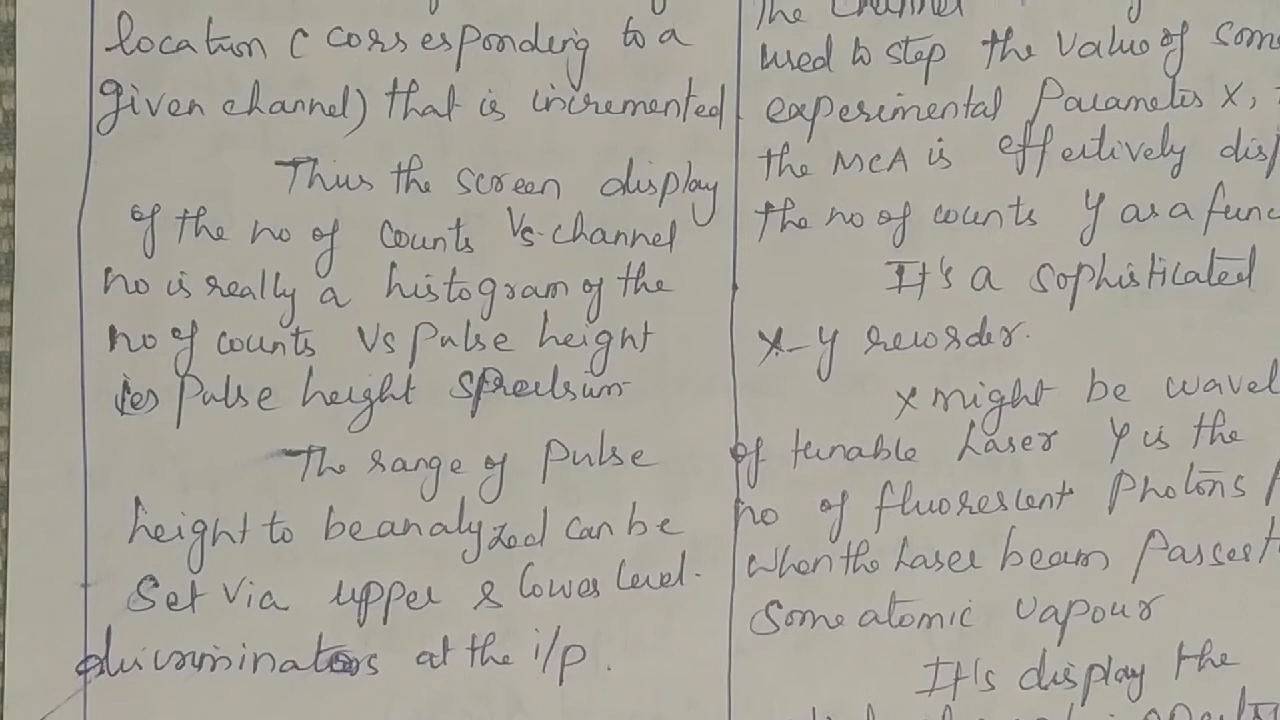 location ( corresponding to a
given channel) that is incremented
Thus the screen display
of the no of counts Vs channel
no is really a histogram of the
no of counts Vs pulse height
pulse height spectrum
The range of pulse
height to be analyzed can be
Set Via upper & lower level.
discriminators at the i/p.
The channel
used to step the value of some
experimental Parameter x,
the MCA is effectively disp
the no of counts y as a func
It's a sophisticated
x-y recorder.
x might be wavel
of tunable Laser y is the
no of fluorescent photons
when the Laser beam Passes
Some atomic vapour
It's display the